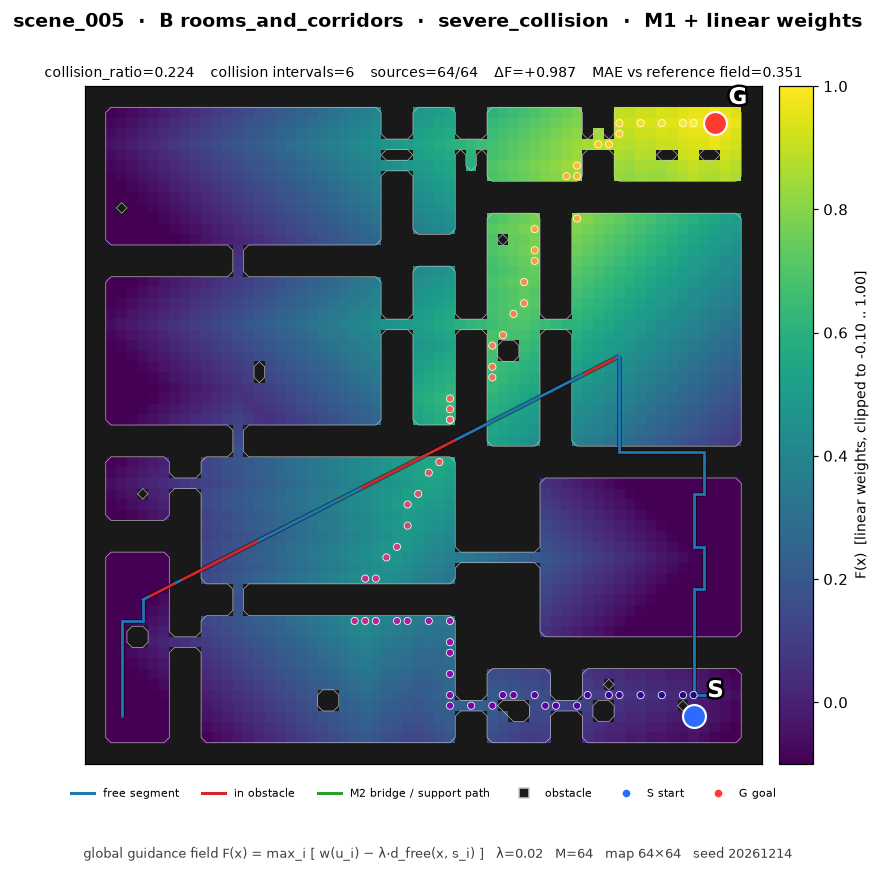 scene_005 · B rooms_and_corridors · severe_collision · M1 + linear weights
collision_ratio=0.224 collision intervals=6 sources=64/64 ΔF=+0.987 MAE vs reference field=0.351
G
S
1.0
0.8
0.6
0.4
0.2
0.0
F(x) [linear weights, clipped to -0.10 .. 1.00]
free segment
in obstacle
M2 bridge / support path
obstacle
S start
G goal
global guidance field F(x) = max_i [ w(u_i) − λ·d_free(x, s_i) ] λ=0.02 M=64 map 64×64 seed 20261214